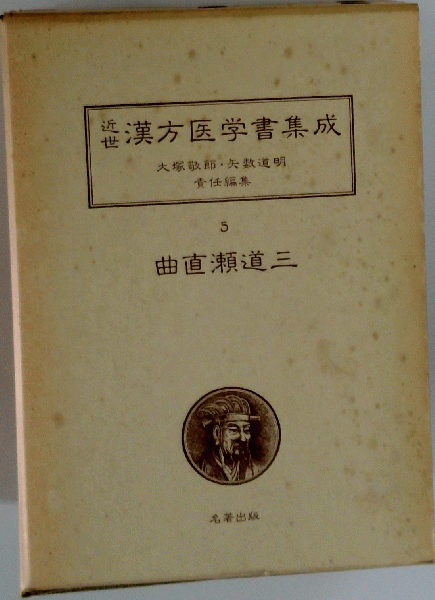 近世漢方医学書集成
大塚敬節・矢数道明
責任編集
5
曲直瀬道三
名著出版